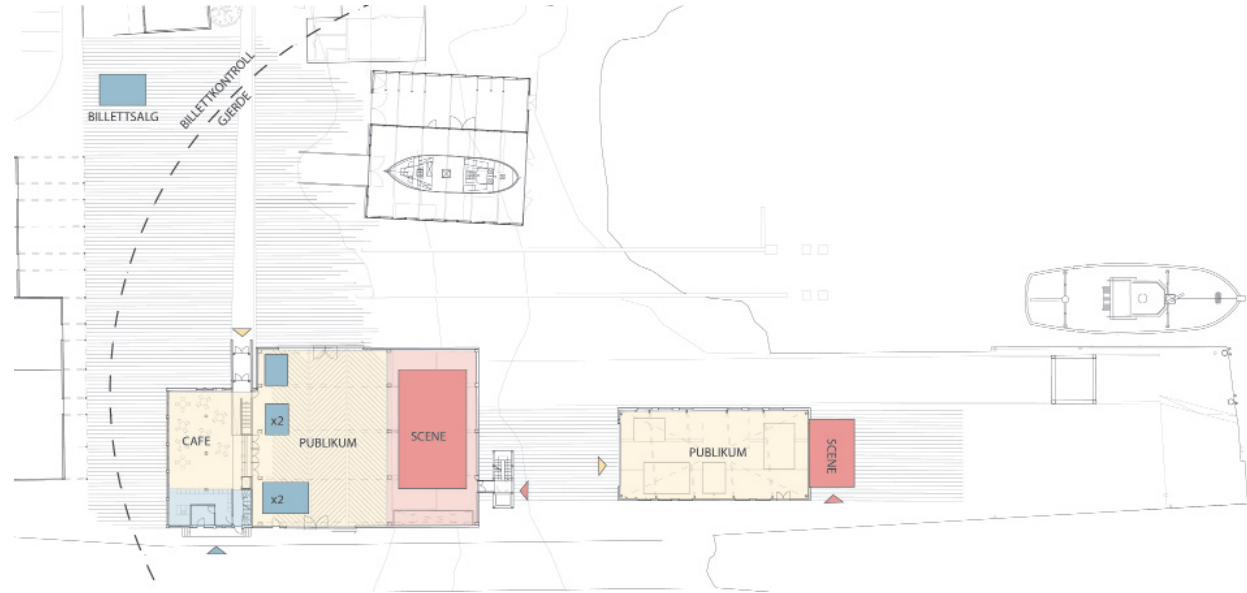 BILLETTKONTROLL
GJERDE
BILLETTSALG
x2
CAFE
PUBLIKUM
SCENE
x2
PUBLIKUM
SCENE